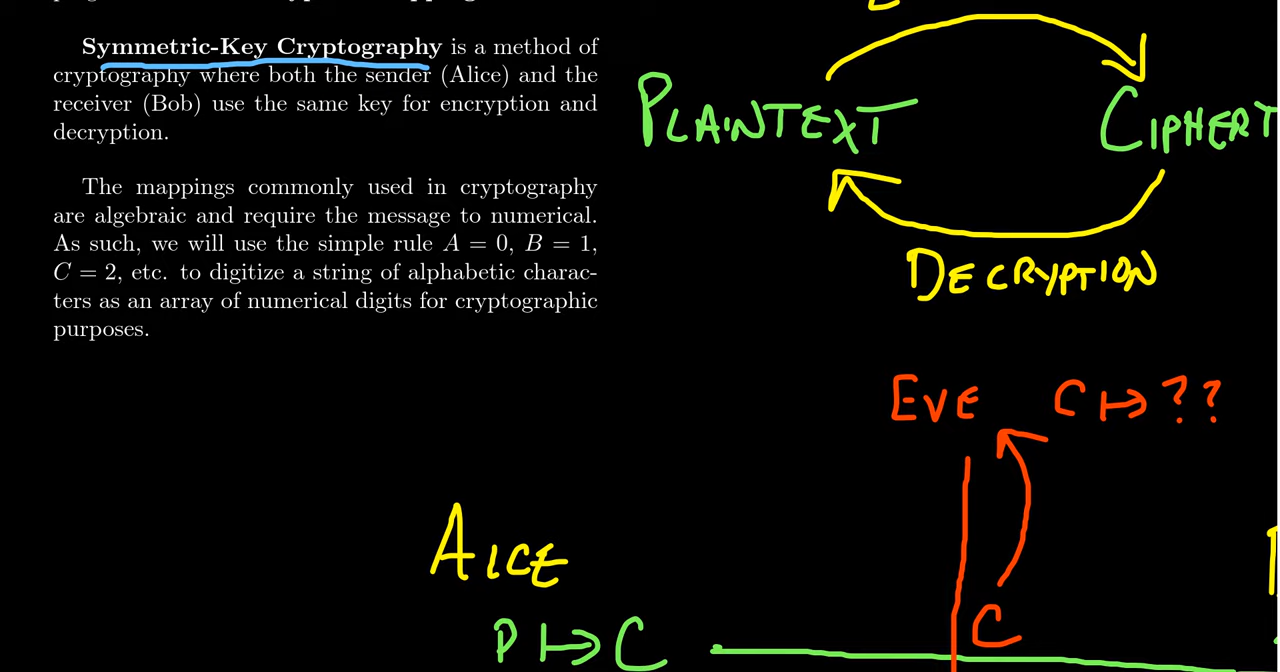 Symmetric-Key Cryptography is a method of
cryptography where both the sender (Alice) and the
receiver (Bob) use the same key for encryption and
decryption.
The mappings commonly used in cryptography
are algebraic and require the message to numerical.
As such, we will use the simple rule A = 0, B = 1,
C = 2, etc. to digitize a string of alphabetic charac-
ters as an array of numerical digits for cryptographic
purposes.
PLAINTEXT CIPHERT
DECRYPTION
EVE C ↦ ??
AICE
C
P ↦ C